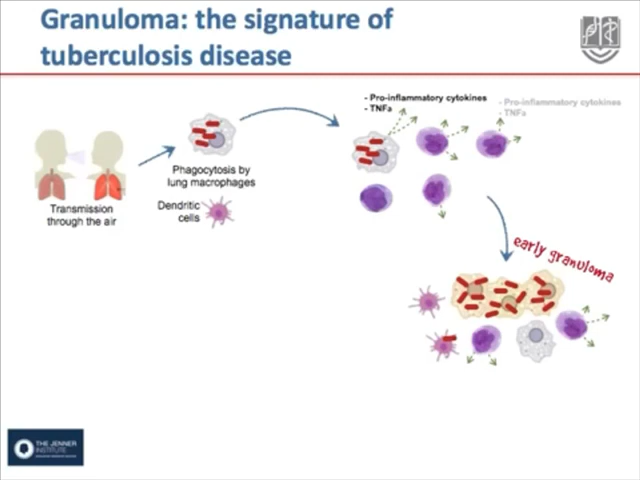 Granuloma: the signature of
tuberculosis disease
- Pro-inflammatory cytokines
- TNFa
- Pro-inflammatory cytokines
- TNFa
Phagocytosis by
lung macrophages
Transmission
through the air
Dendritic
cells
early granuloma
THE JENNER
INSTITUTE